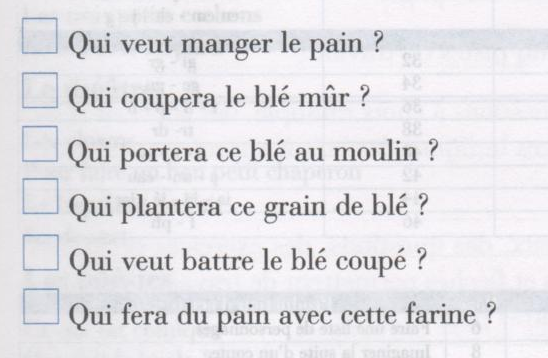 Qui veut manger le pain ?
Qui coupera le blé mûr ?
Qui portera ce blé au moulin ?
Qui plantera ce grain de blé ?
Qui veut battre le blé coupé ?
Qui fera du pain avec cette farine ?